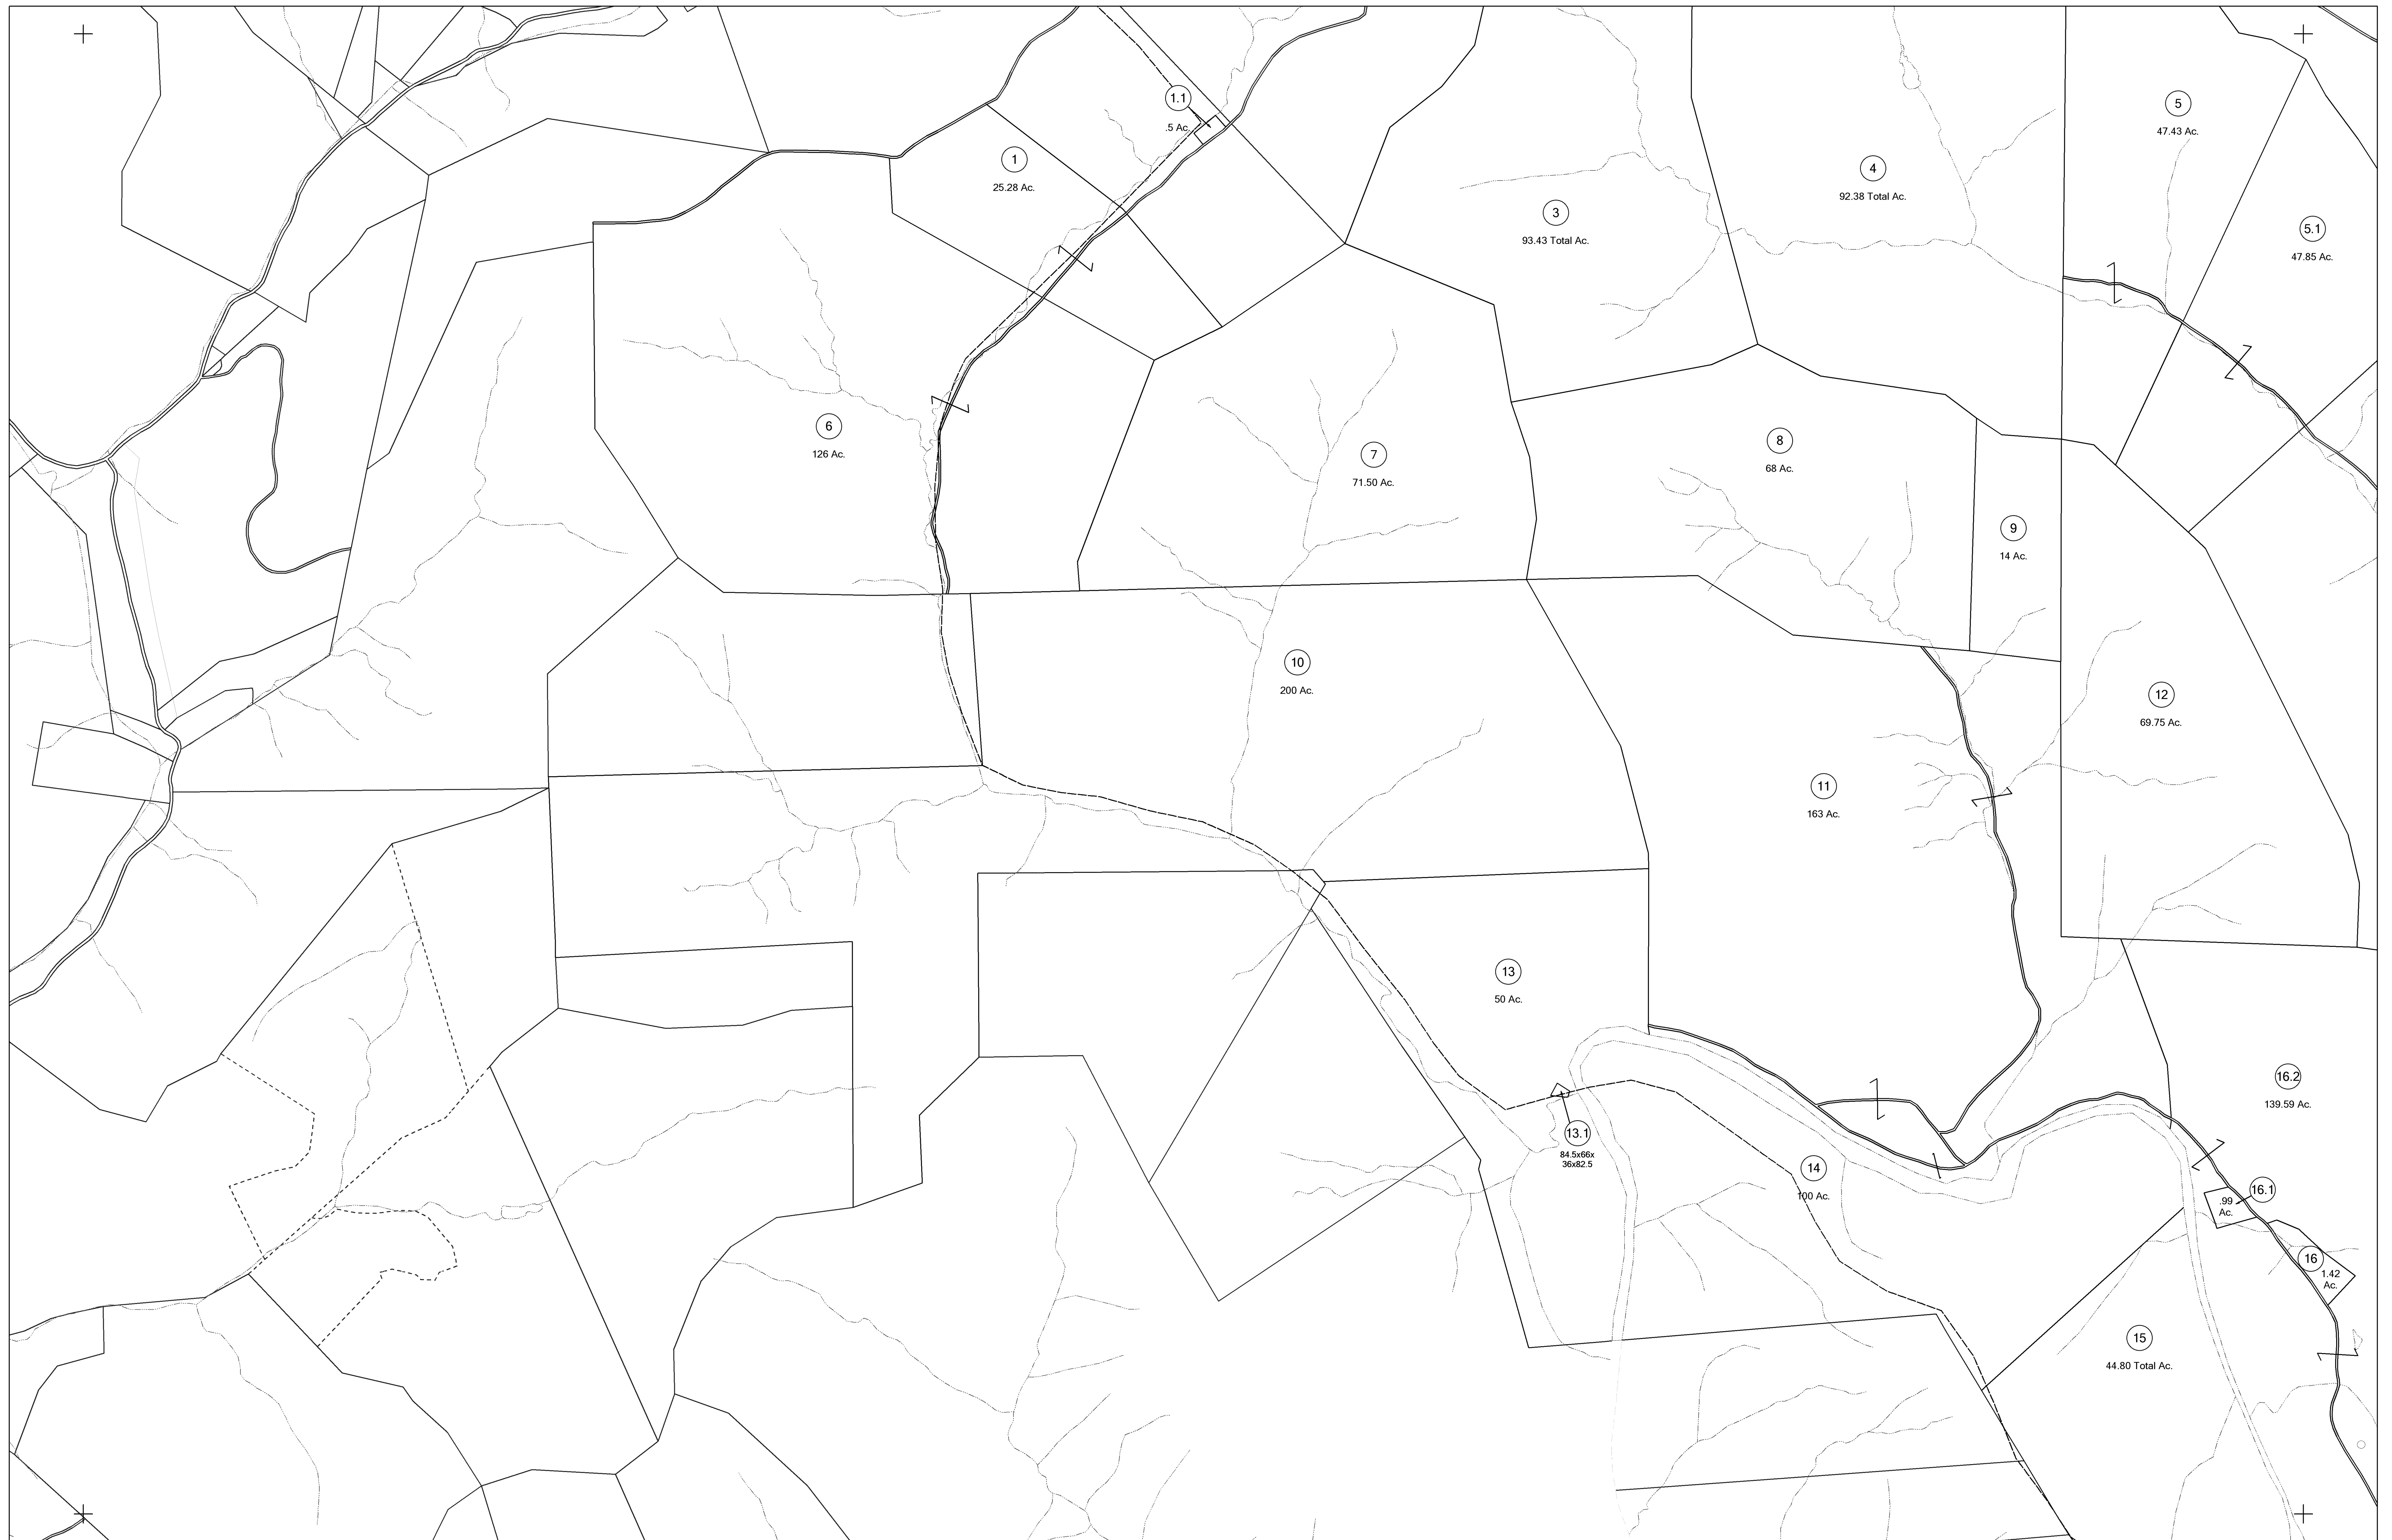 1.1
.5 Ac.
1
25.28 Ac.
3
93.43 Total Ac.
4
92.38 Total Ac.
5
47.43 Ac.
5.1
47.85 Ac.
6
126 Ac.
7
71.50 Ac.
8
68 Ac.
9
14 Ac.
10
200 Ac.
11
163 Ac.
12
69.75 Ac.
13
50 Ac.
13.1
84.5x66x
36x82.5
14
100 Ac.
16.2
139.59 Ac.
16.1
.99
Ac.
16
1.42
Ac.
15
44.80 Total Ac.